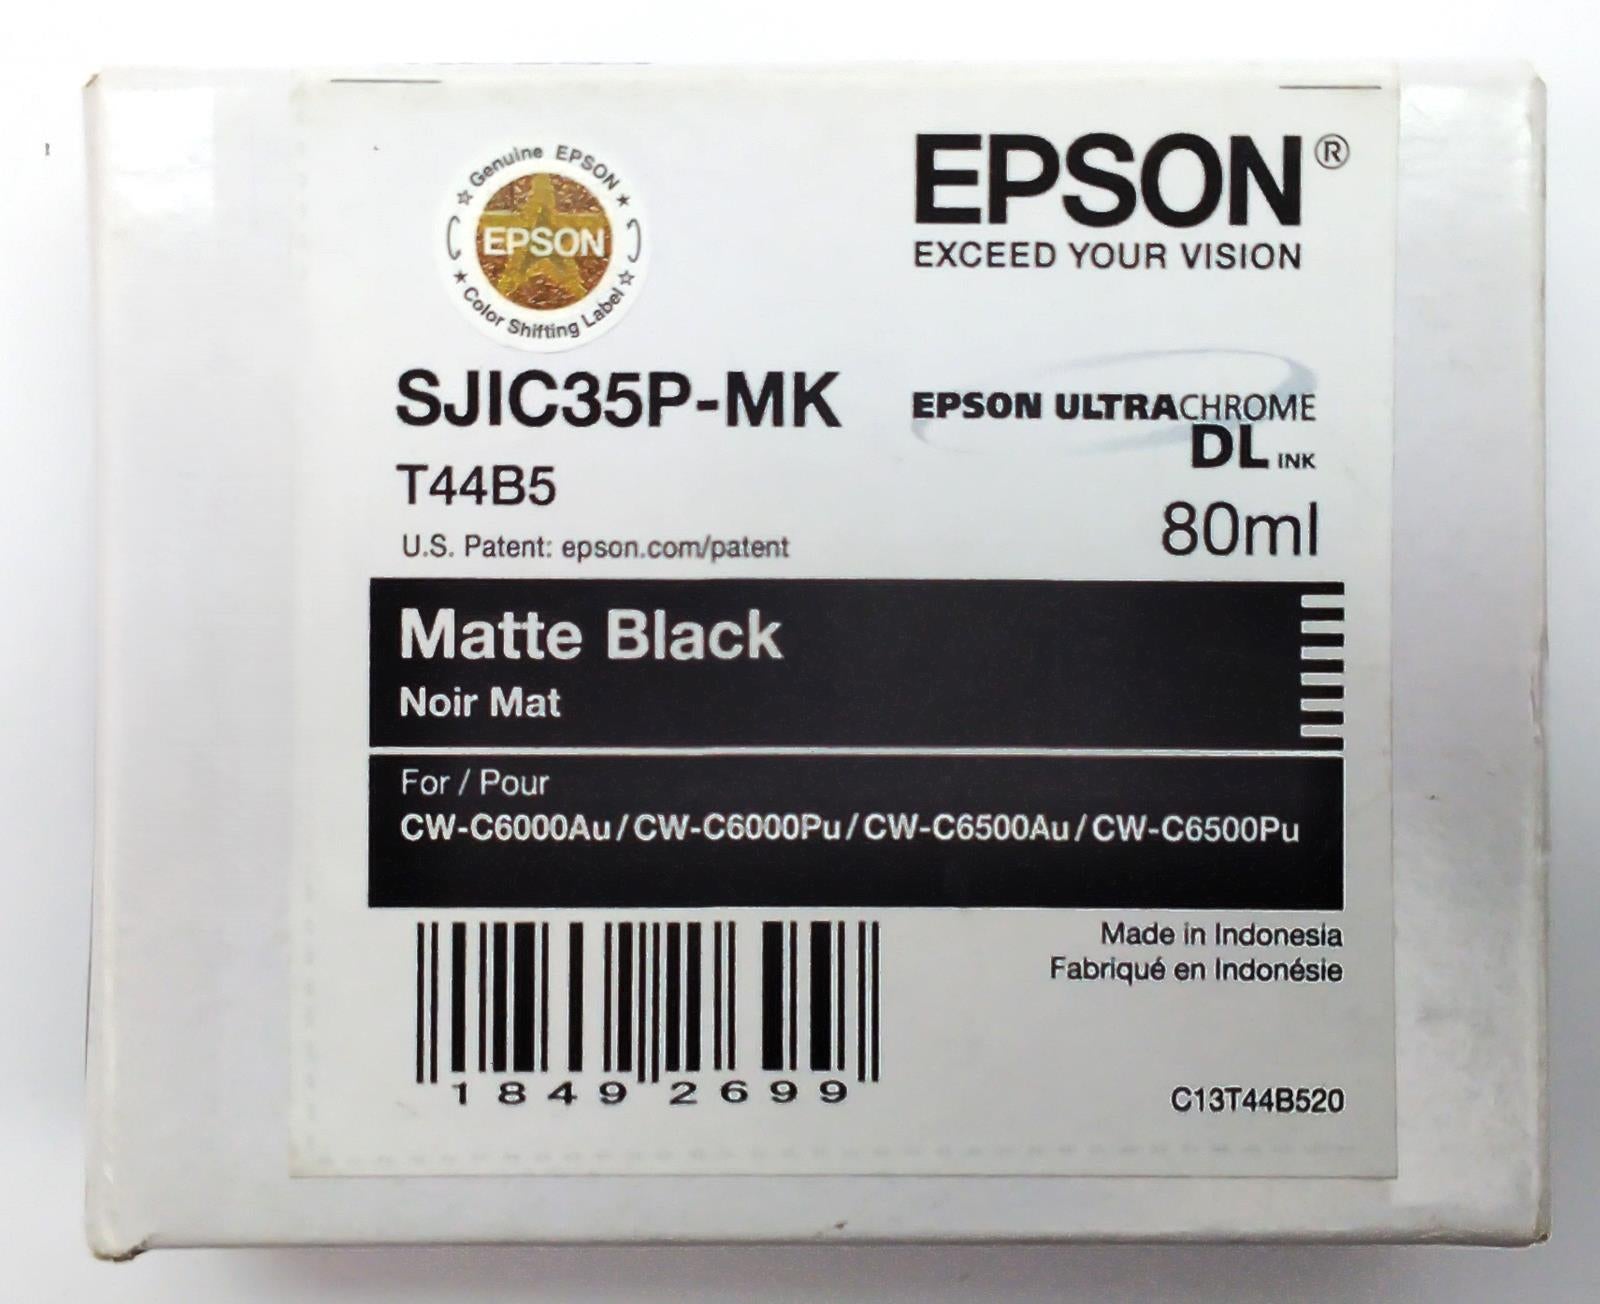 Genuine EPSON
EPSON
Color Shifting Label
EPSON®
EXCEED YOUR VISION
SJIC35P-MK
T44B5
U.S. Patent: epson.com/patent
EPSON ULTRACHROME
DL INK
80ml
Matte Black
Noir Mat
For / Pour
CW-C6000Au/CW-C6000Pu/CW-C6500Au/CW-C6500Pu
Made in Indonesia
Fabriqué en Indonésie
18492699
C13T44B520